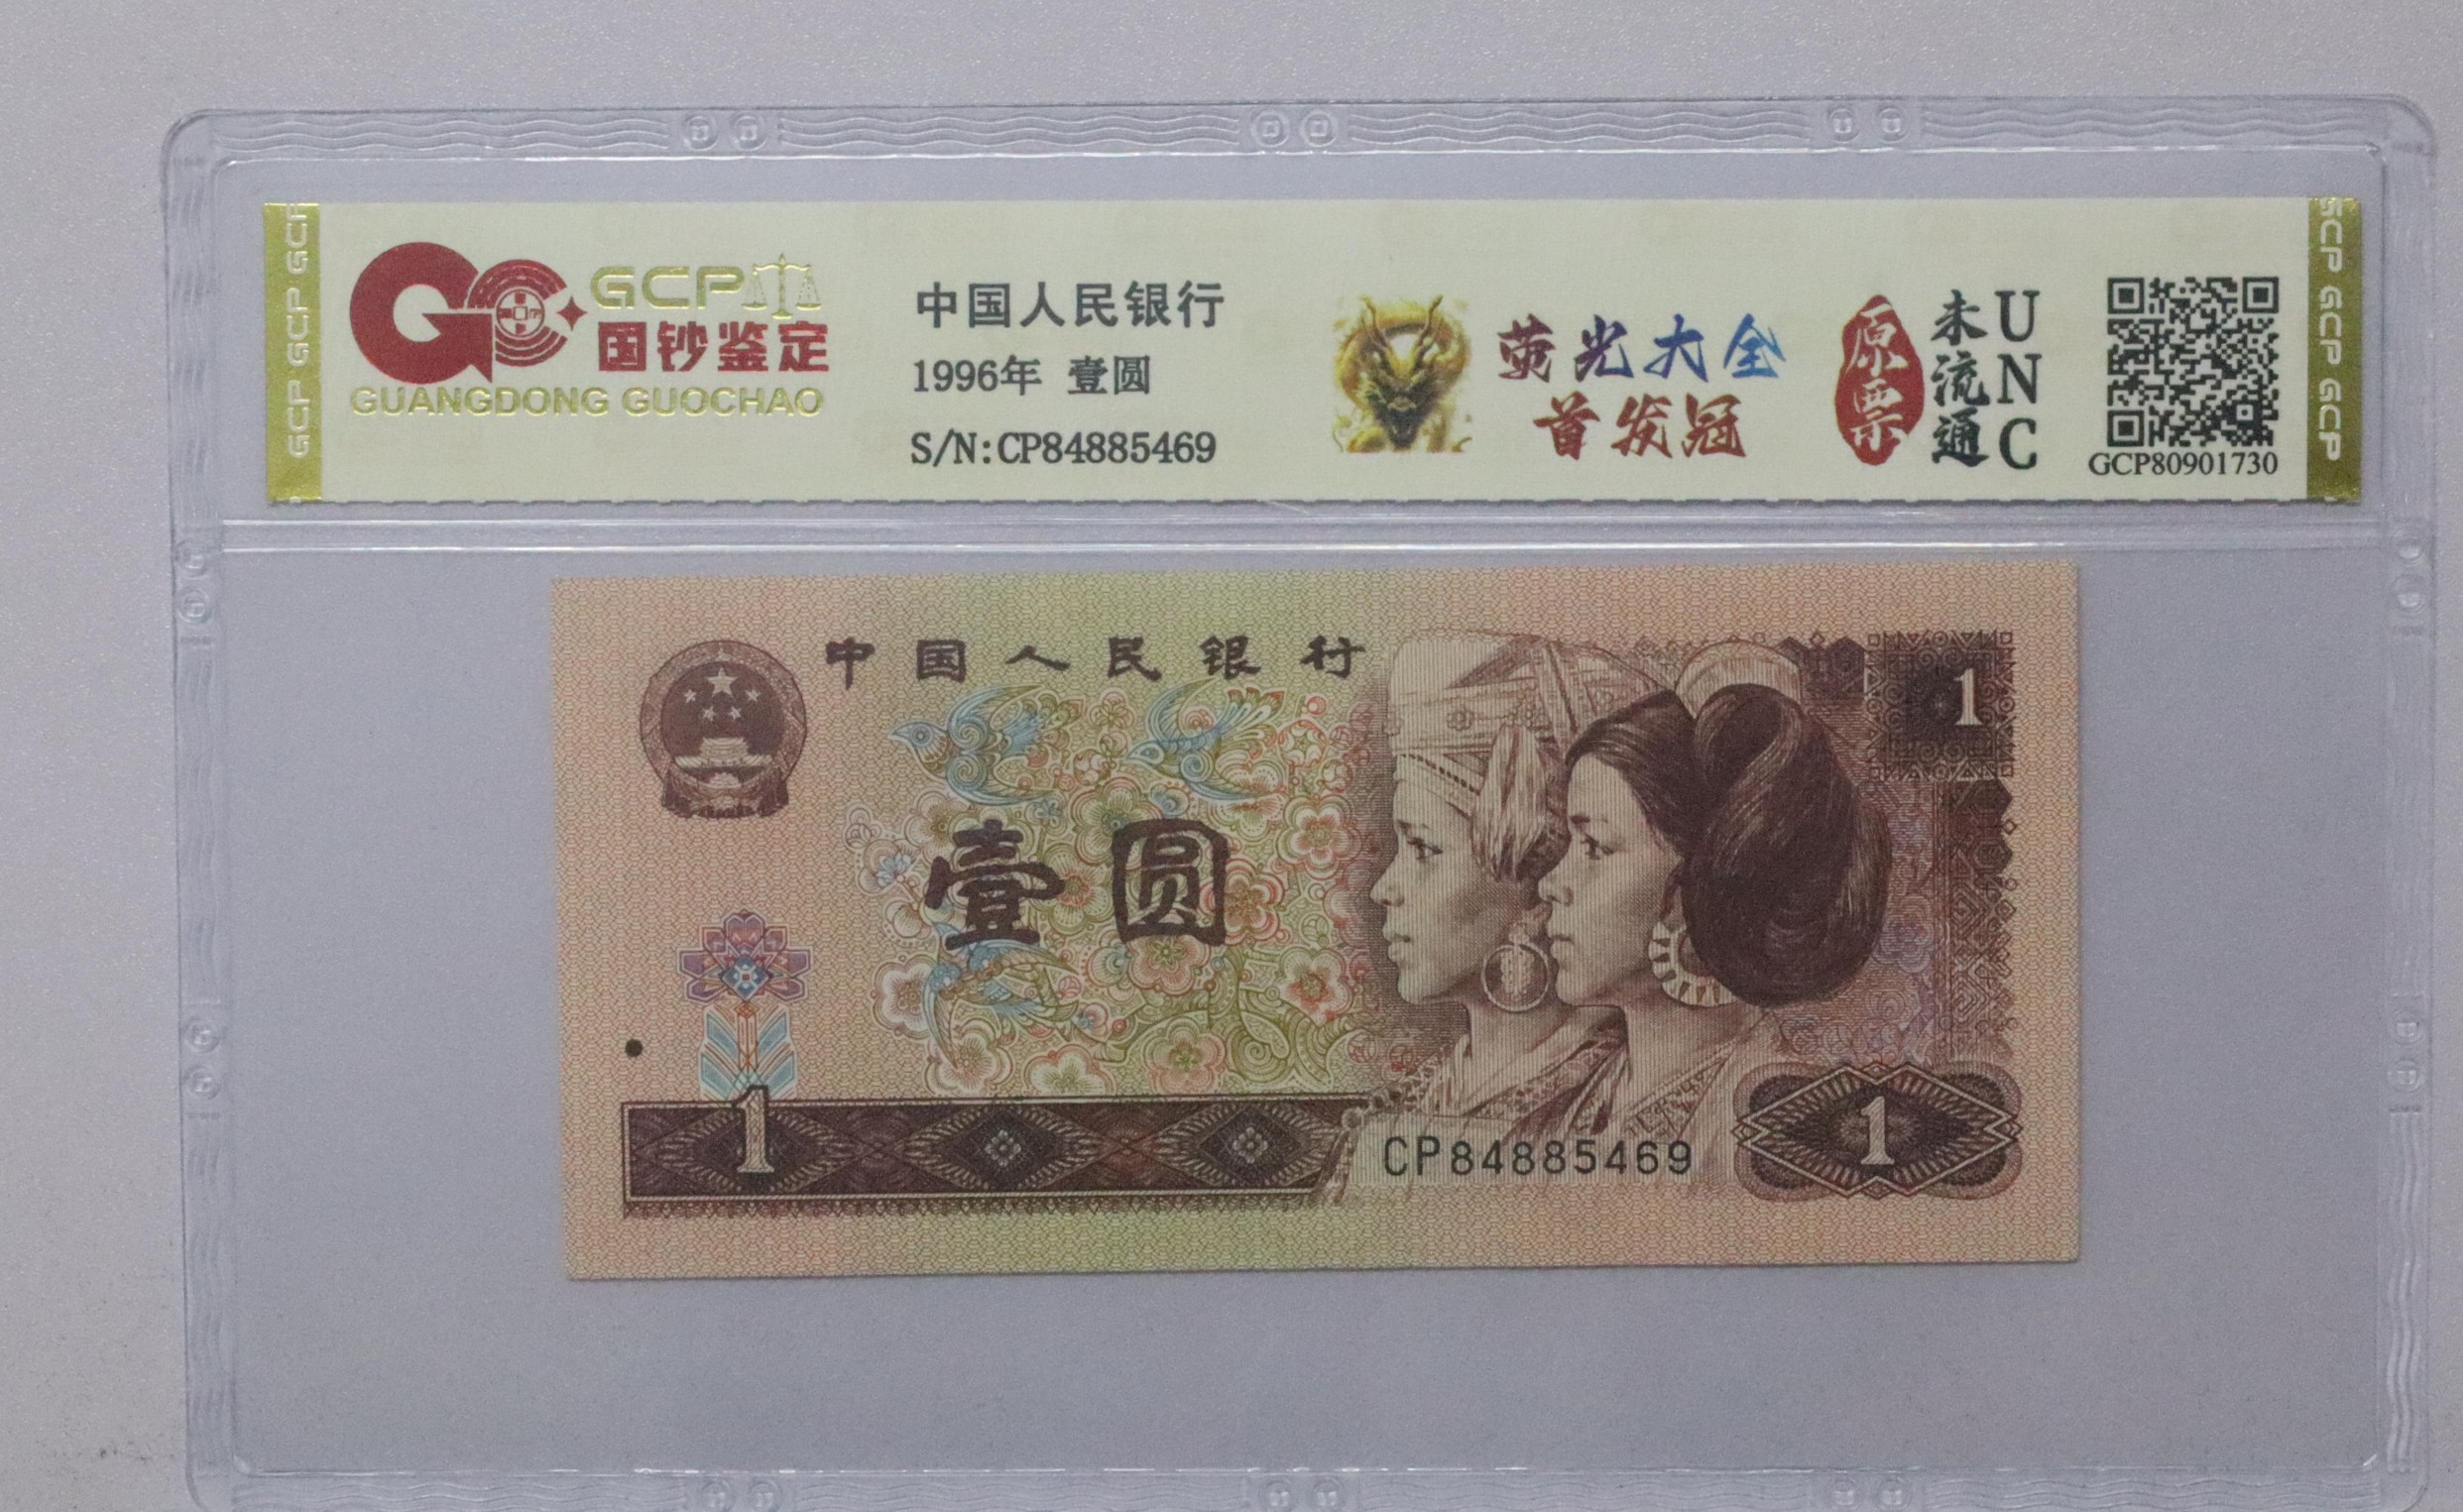 GCP GCP GCP
GCP
国钞鉴定
GUANGDONG GUOCHAO
中国人民银行
1996年 壹圆
S/N:CP84885469
荧光大全
首发冠
原票
未流通
UNC
GCP80901730
GCP GCP GCP
中国人民银行
1
壹圆
1
CP84885469
1